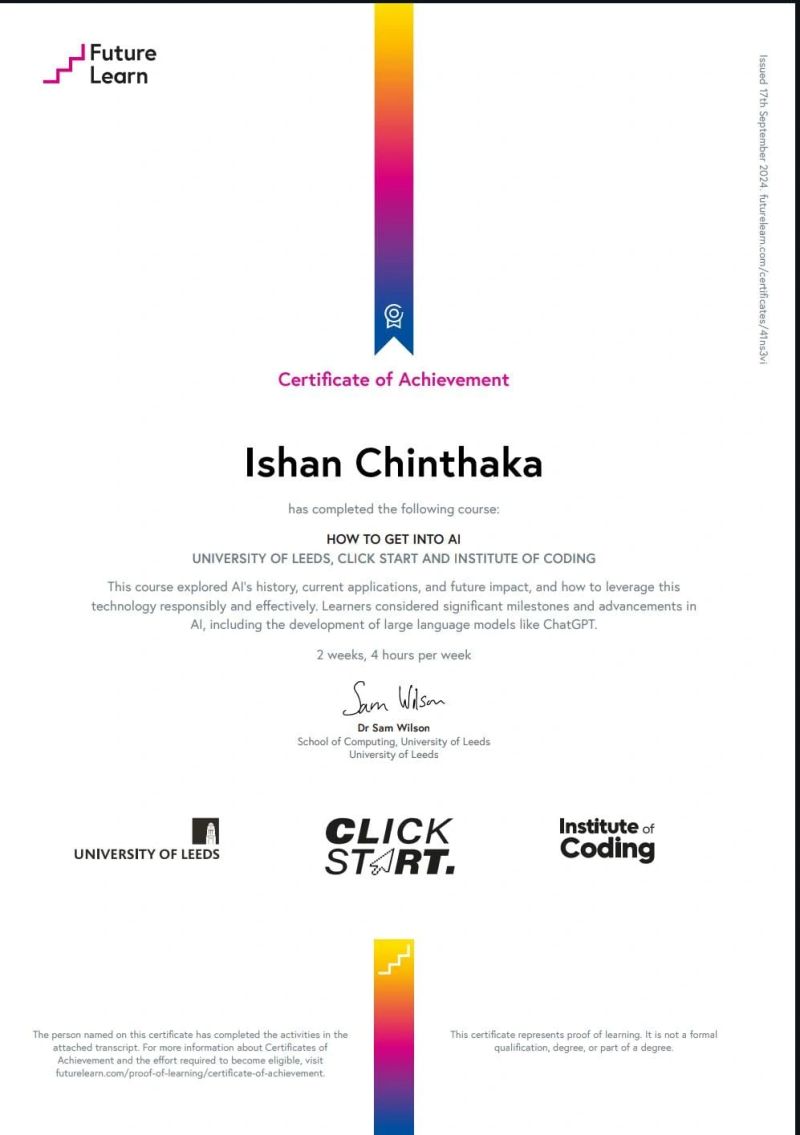 Future
Learn
Issued 17th September 2024. futurelearn.com/certificates/41ns3vi
Certificate of Achievement
Ishan Chinthaka
has completed the following course:
HOW TO GET INTO AI
UNIVERSITY OF LEEDS, CLICK START AND INSTITUTE OF CODING
This course explored AI's history, current applications, and future impact, and how to leverage this
technology responsibly and effectively. Learners considered significant milestones and advancements in
AI, including the development of large language models like ChatGPT.
2 weeks, 4 hours per week
Sam Wilson
Dr Sam Wilson
School of Computing, University of Leeds
University of Leeds
UNIVERSITY OF LEEDS
CLICK
START.
Institute of
Coding
The person named on this certificate has completed the activities in the
attached transcript. For more information about Certificates of
Achievement and the effort required to become eligible, visit
futurelearn.com/proof-of-learning/certificate-of-achievement.
This certificate represents proof of learning. It is not a formal
qualification, degree, or part of a degree.